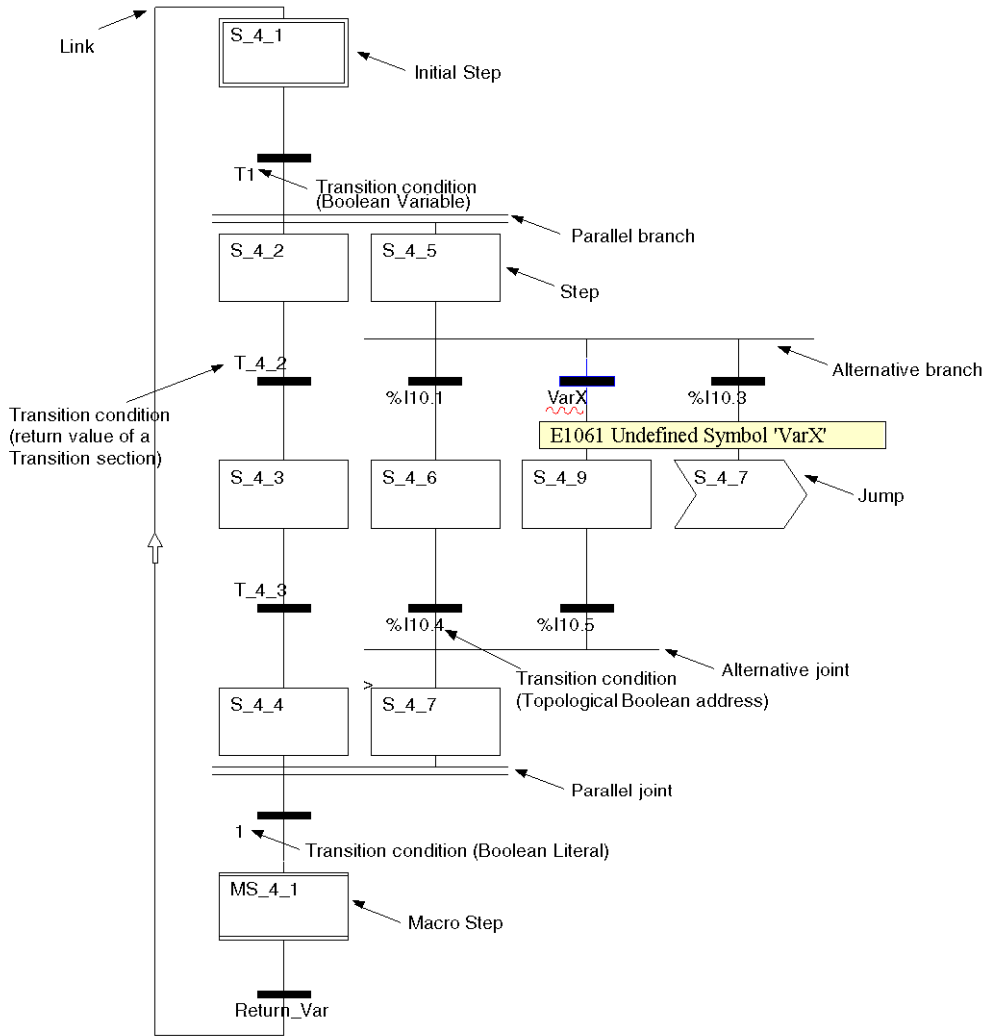 S_4_1
Link
Initial Step
T1
Transition condition
(Boolean Variable)
Parallel branch
S_4_2
S_4_5
Step
T_4_2
Alternative branch
%I10.1
VarX
%I10.3
Transition condition
(return value of a
Transition section)
E1061 Undefined Symbol 'VarX'
S_4_3
S_4_6
S_4_9
S_4_7
Jump
T_4_3
%I10.4
%I10.5
Alternative joint
Transition condition
(Topological Boolean address)
>
S_4_4
S_4_7
Parallel joint
1
Transition condition (Boolean Literal)
MS_4_1
Macro Step
Return_Var